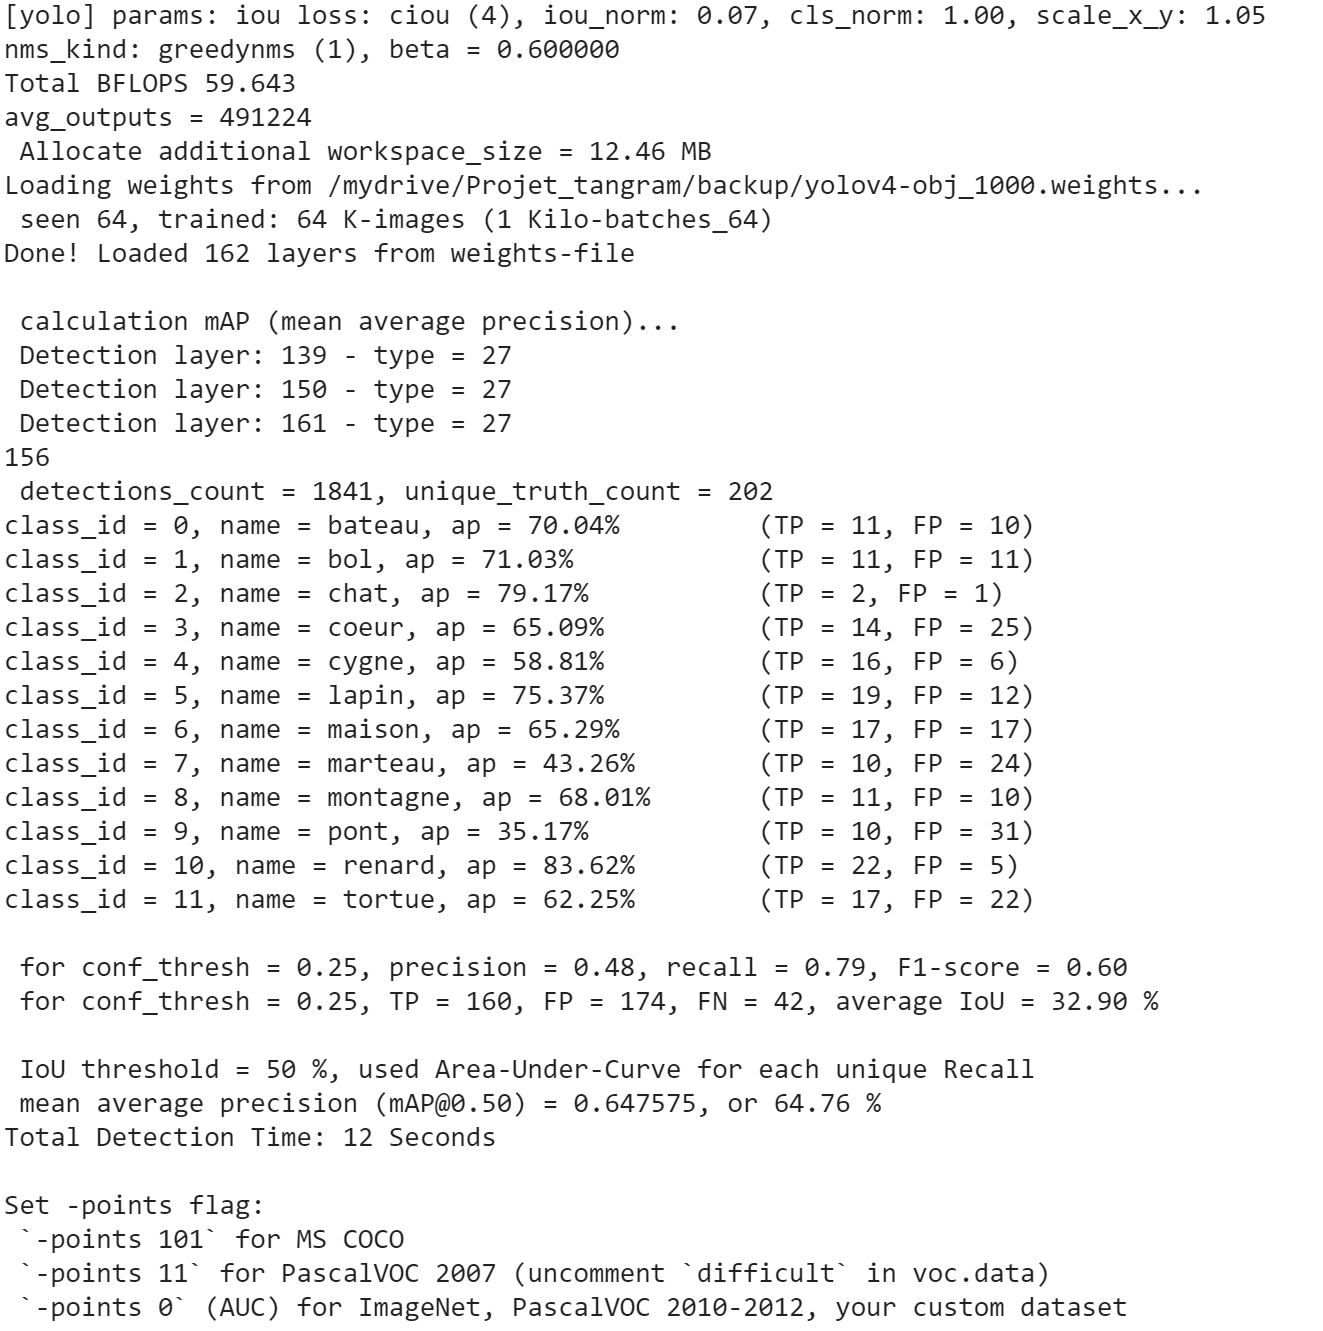 [yolo] params: iou loss: ciou (4), iou_norm: 0.07, cls_norm: 1.00, scale_x_y: 1.05
nms_kind: greedynms (1), beta = 0.600000
Total BFLOPS 59.643
avg_outputs = 491224
Allocate additional workspace_size = 12.46 MB
Loading weights from /mydrive/Projet_tangram/backup/yolov4-obj_1000.weights...
seen 64, trained: 64 K-images (1 Kilo-batches_64)
Done! Loaded 162 layers from weights-file
calculation mAP (mean average precision)...
Detection layer: 139 - type = 27
Detection layer: 150 - type = 27
Detection layer: 161 - type = 27
156
detections_count = 1841, unique_truth_count = 202
class_id = 0, name = bateau, ap = 70.04% (TP = 11, FP = 10)
class_id = 1, name = bol, ap = 71.03% (TP = 11, FP = 11)
class_id = 2, name = chat, ap = 79.17% (TP = 2, FP = 1)
class_id = 3, name = coeur, ap = 65.09% (TP = 14, FP = 25)
class_id = 4, name = cygne, ap = 58.81% (TP = 16, FP = 6)
class_id = 5, name = lapin, ap = 75.37% (TP = 19, FP = 12)
class_id = 6, name = maison, ap = 65.29% (TP = 17, FP = 17)
class_id = 7, name = marteau, ap = 43.26% (TP = 10, FP = 24)
class_id = 8, name = montagne, ap = 68.01% (TP = 11, FP = 10)
class_id = 9, name = pont, ap = 35.17% (TP = 10, FP = 31)
class_id = 10, name = renard, ap = 83.62% (TP = 22, FP = 5)
class_id = 11, name = tortue, ap = 62.25% (TP = 17, FP = 22)
for conf_thresh = 0.25, precision = 0.48, recall = 0.79, F1-score = 0.60
for conf_thresh = 0.25, TP = 160, FP = 174, FN = 42, average IoU = 32.90 %
IoU threshold = 50 %, used Area-Under-Curve for each unique Recall
mean average precision (mAP@0.50) = 0.647575, or 64.76 %
Total Detection Time: 12 Seconds
Set -points flag:
`-points 101` for MS COCO
`-points 11` for PascalVOC 2007 (uncomment `difficult` in voc.data)
`-points 0` (AUC) for ImageNet, PascalVOC 2010-2012, your custom dataset